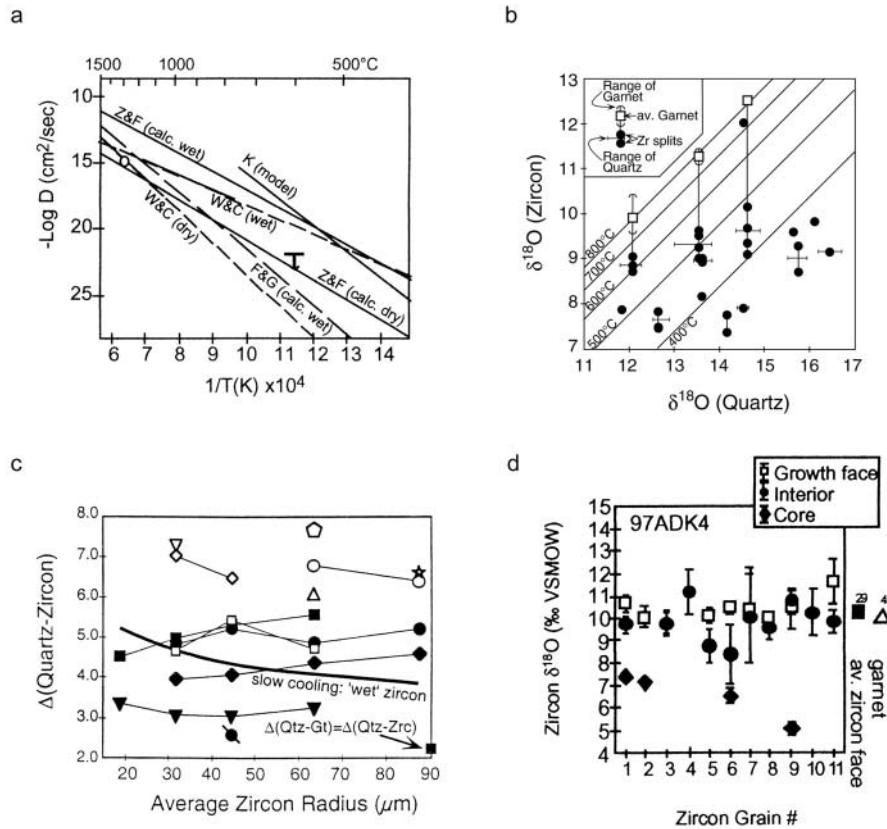 a
1500 1000 500°C
10
15
20
25
-Log D (cm²/sec)
Z&F (calc. wet)
K (model)
W&C (wet)
W&C (dry)
F&G (calc. wet)
Z&F (calc. dry)
6 7 8 9 10 11 12 13 14
1/T(K) x10⁴
b
13
12
11
10
9
8
7
δ¹⁸O (Zircon)
Range of
Garnet
av. Garnet
Zr splits
Range of
Quartz
800°C
700°C
600°C
500°C
400°C
11 12 13 14 15 16 17
δ¹⁸O (Quartz)
c
8.0
7.0
6.0
5.0
4.0
3.0
2.0
Δ(Quartz-Zircon)
slow cooling: 'wet' zircon
Δ(Qtz-Gt)=Δ(Qtz-Zrc)
20 30 40 50 60 70 80 90
Average Zircon Radius (μm)
d
Growth face
Interior
Core
97ADK4
15
14
13
12
11
10
9
8
7
6
5
4
Zircon δ¹⁸O (‰ VSMOW)
1 2 3 4 5 6 7 8 9 10 11
Zircon Grain #
4
garnet
av. zircon face